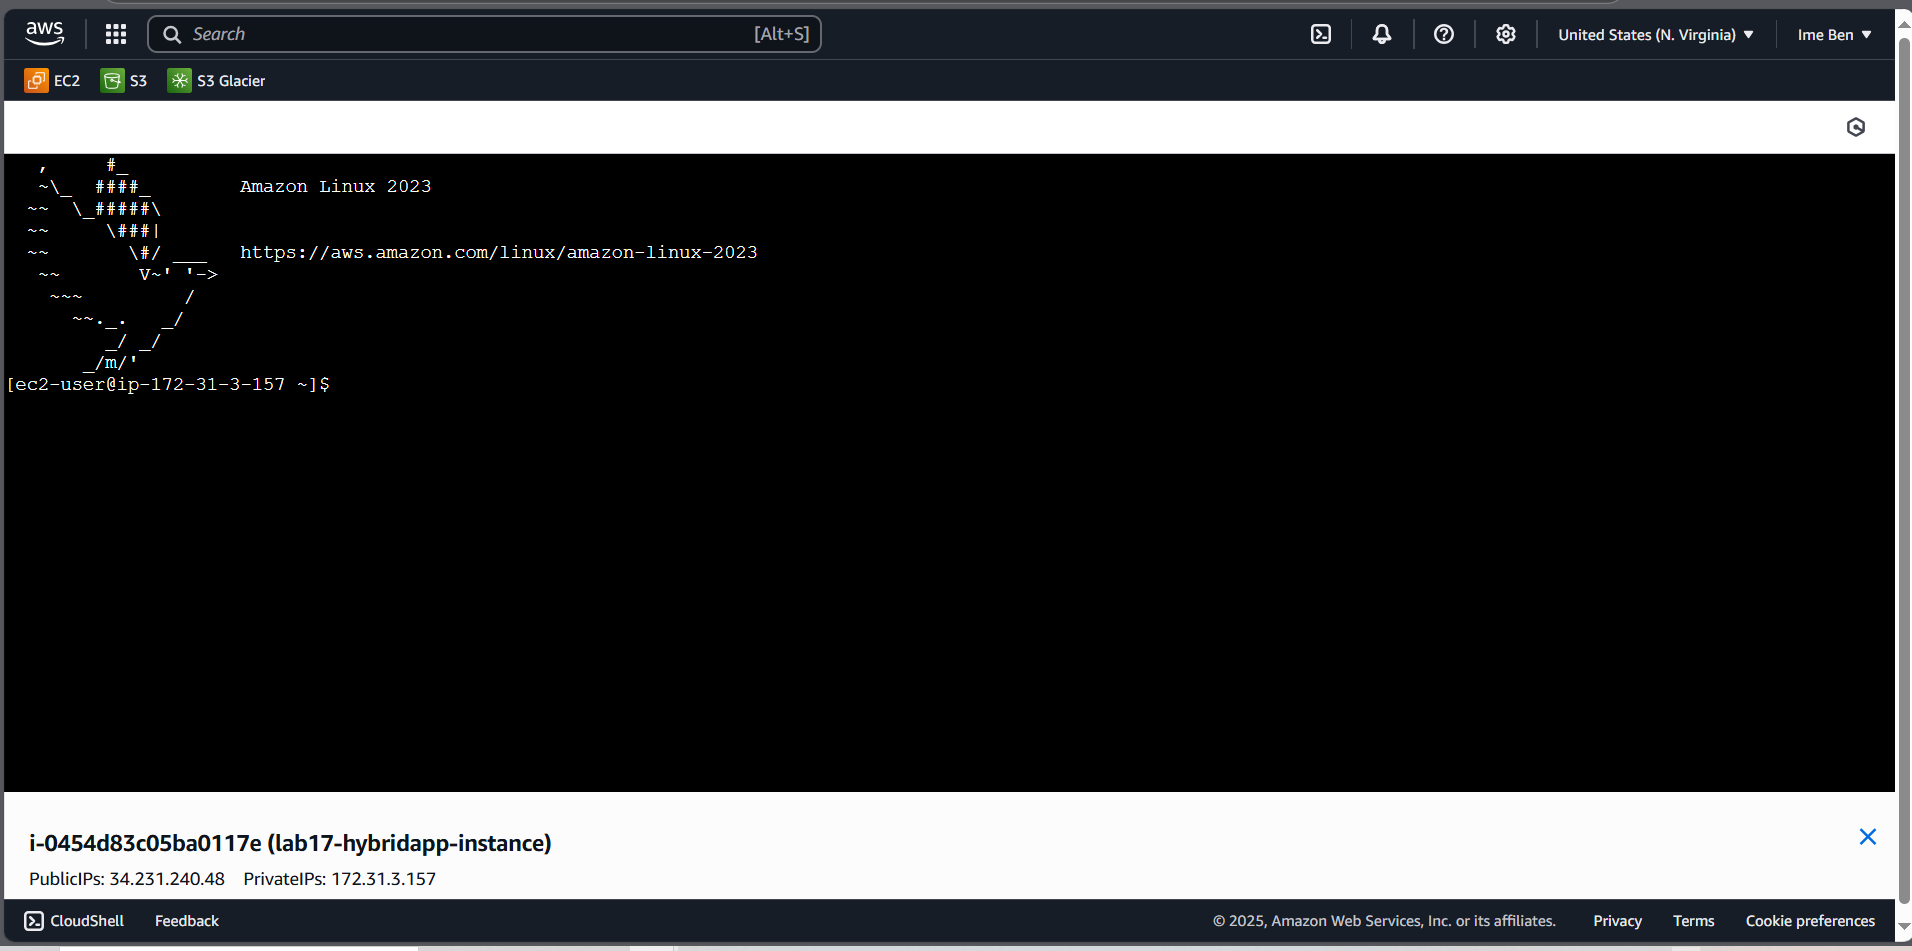 aws
Search [Alt+S] United States (N. Virginia) ▼ Ime Ben ▼
EC2 S3 S3 Glacier
   ,     #_
   ~\_  ####_        Amazon Linux 2023
  ~~  \_#####\
  ~~     \###|
  ~~       \#/ ___   https://aws.amazon.com/linux/amazon-linux-2023
   ~~       V~' '->
    ~~~         /
      ~~._.   _/
         _/ _/
       _/m/'
[ec2-user@ip-172-31-3-157 ~]$
i-0454d83c05ba0117e (lab17-hybridapp-instance)
PublicIPs: 34.231.240.48 PrivateIPs: 172.31.3.157
CloudShell Feedback © 2025, Amazon Web Services, Inc. or its affiliates. Privacy Terms Cookie preferences